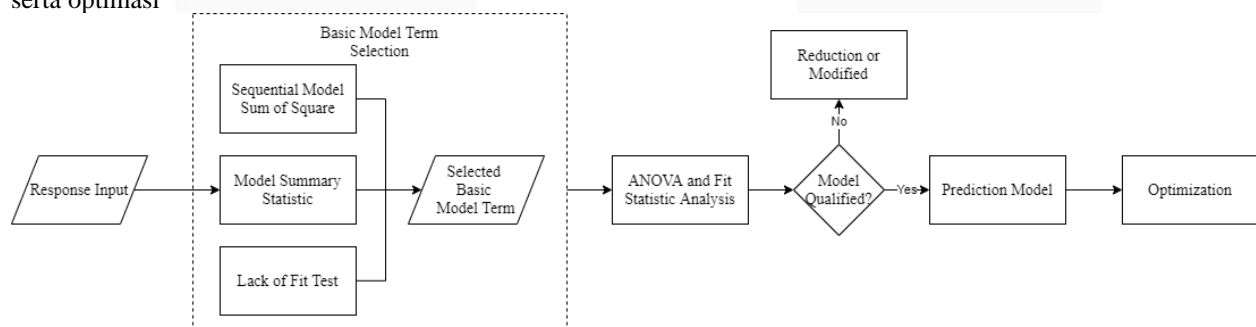 serta optimasi
Basic Model Term
Selection
Sequential Model
Sum of Square
Response Input
Model Summary
Statistic
Lack of Fit Test
Selected
Basic
Model Term
ANOVA and Fit
Statistic Analysis
Reduction or
Modified
No
Model
Qualified?
Yes
Prediction Model
Optimization